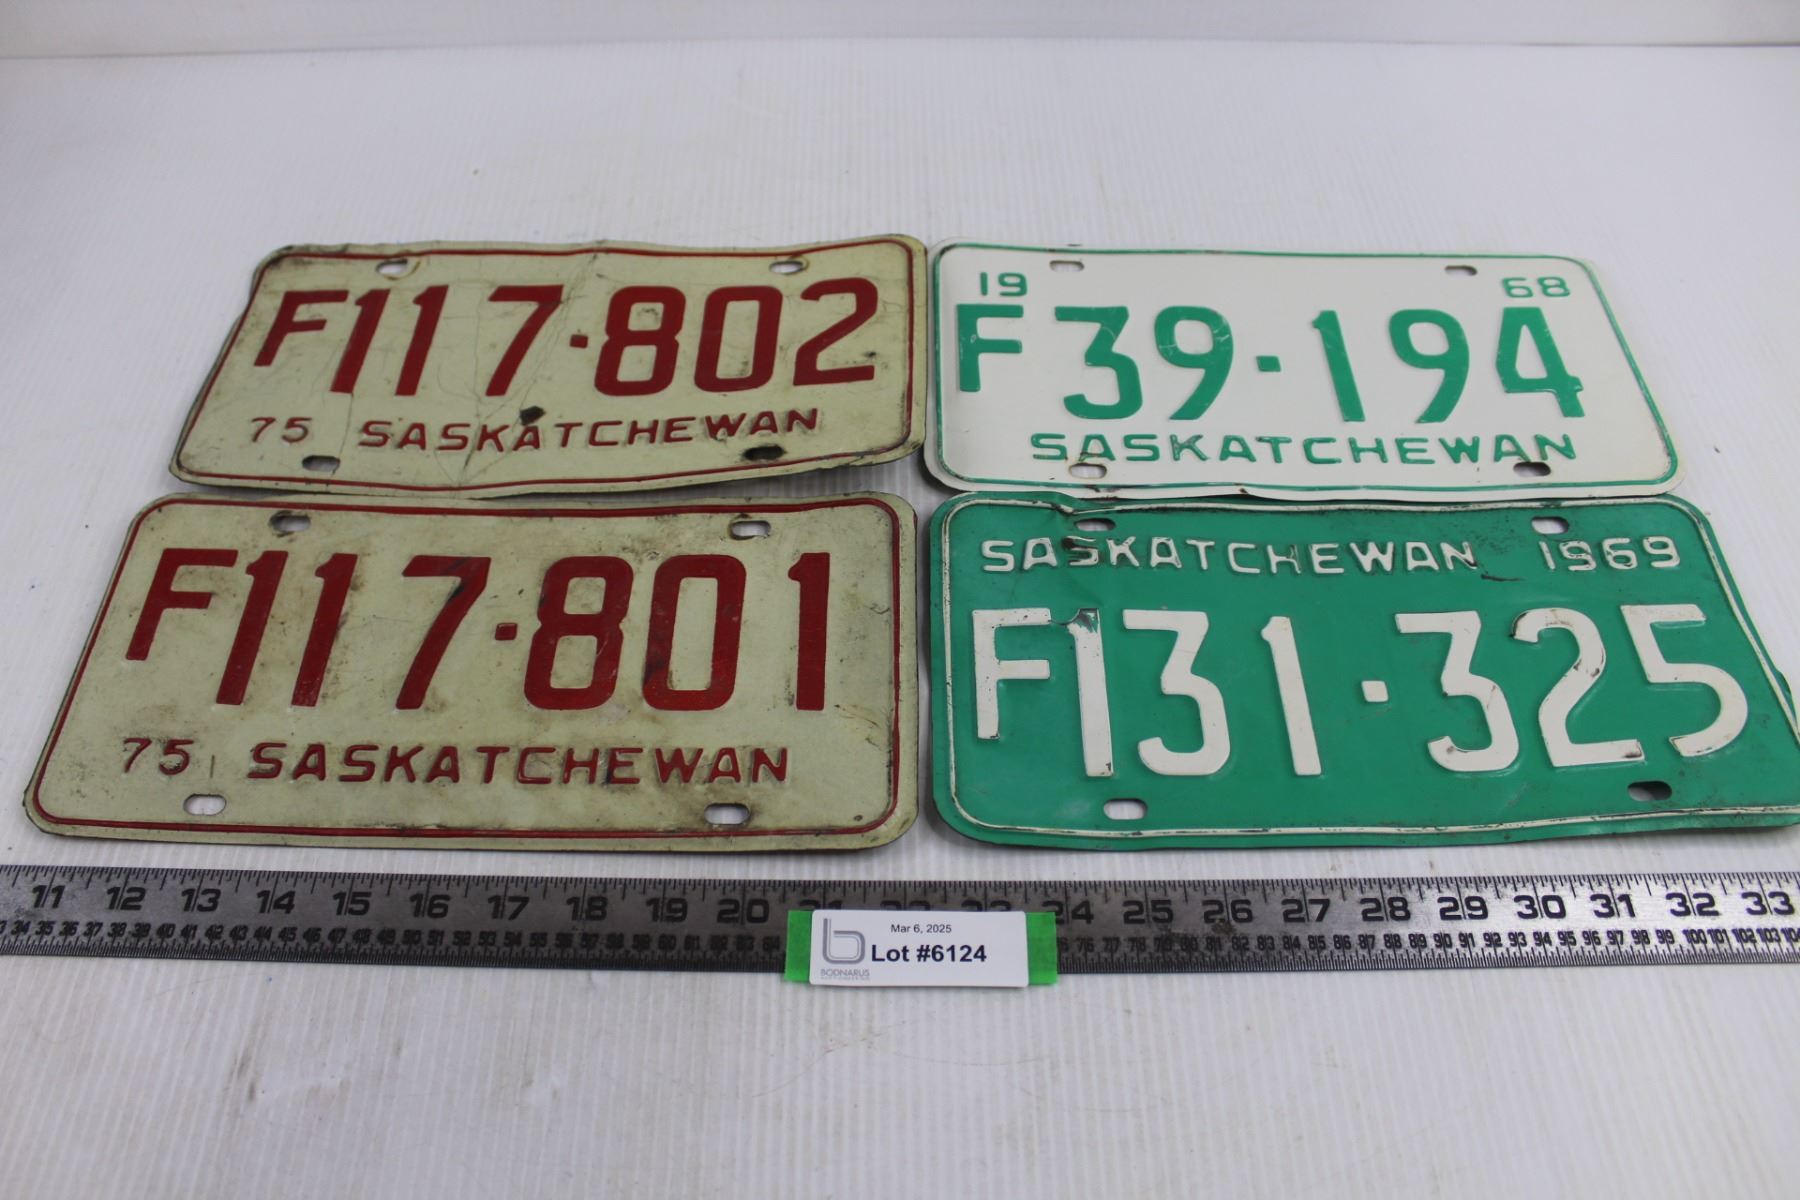 F117·802
75 SASKATCHEWAN
19 68
F39·194
SASKATCHEWAN
F117·801
75 SASKATCHEWAN
SASKATCHEWAN 1969
F131·325
11 12 13 14 15 16 17 18 19 20 24 25 26 27 28 29 30 31 32 33
Mar 6, 2025
Lot #6124
BODNARUS